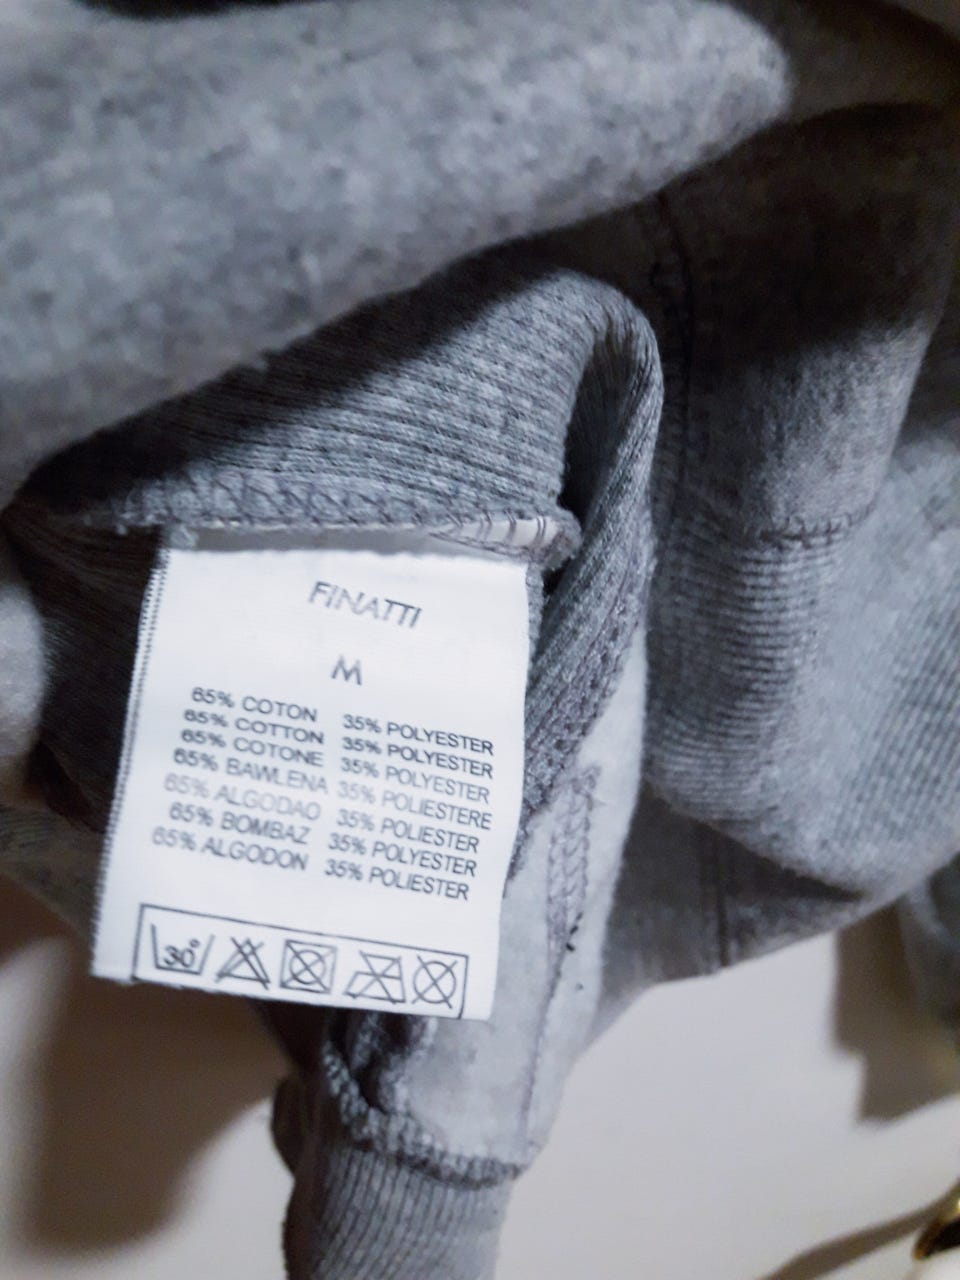 FINATTI
M
65% COTON 35% POLYESTER
65% COTTON 35% POLYESTER
65% COTONE 35% POLYESTER
65% BAWLENA 35% POLIESTERE
65% ALGODAO 35% POLIESTER
65% BOMBAZ 35% POLYESTER
65% ALGODON 35% POLIESTER
30°